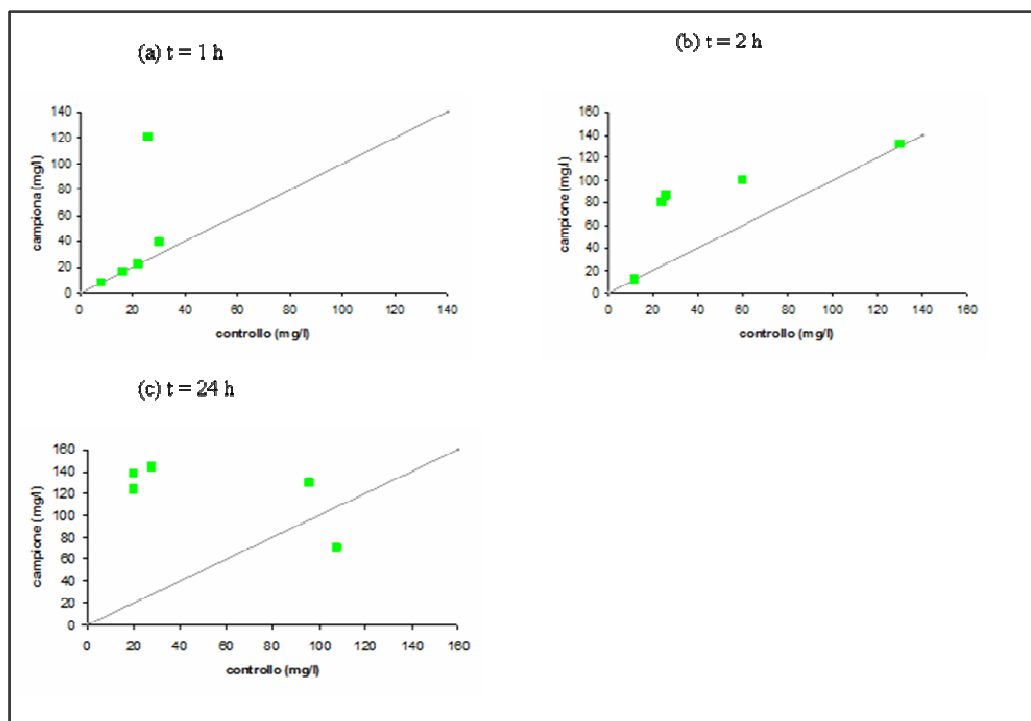 (a) t = 1 h
140
120
100
80
60
40
20
0
campiona (mg/l)
0 20 40 60 80 100 120 140
controllo (mg/l)
(b) t = 2 h
160
140
120
100
80
60
40
20
0
campione (mg/l)
0 20 40 60 80 100 120 140 160
controllo (mg/l)
(c) t = 24 h
160
140
120
100
80
60
40
20
0
campione (mg/l)
0 20 40 60 80 100 120 140 160
controllo (mg/l)